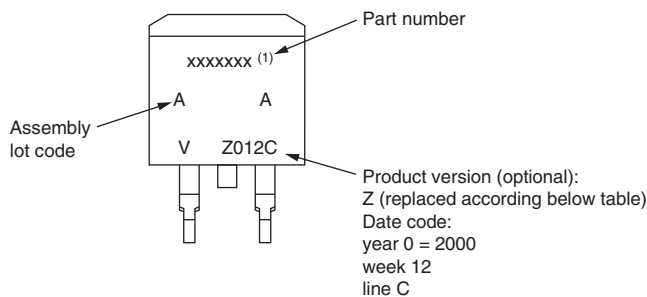 Part number
xxxxxxx (1)
A A
Assembly
lot code
V Z012C
Product version (optional):
Z (replaced according below table)
Date code:
year 0 = 2000
week 12
line C